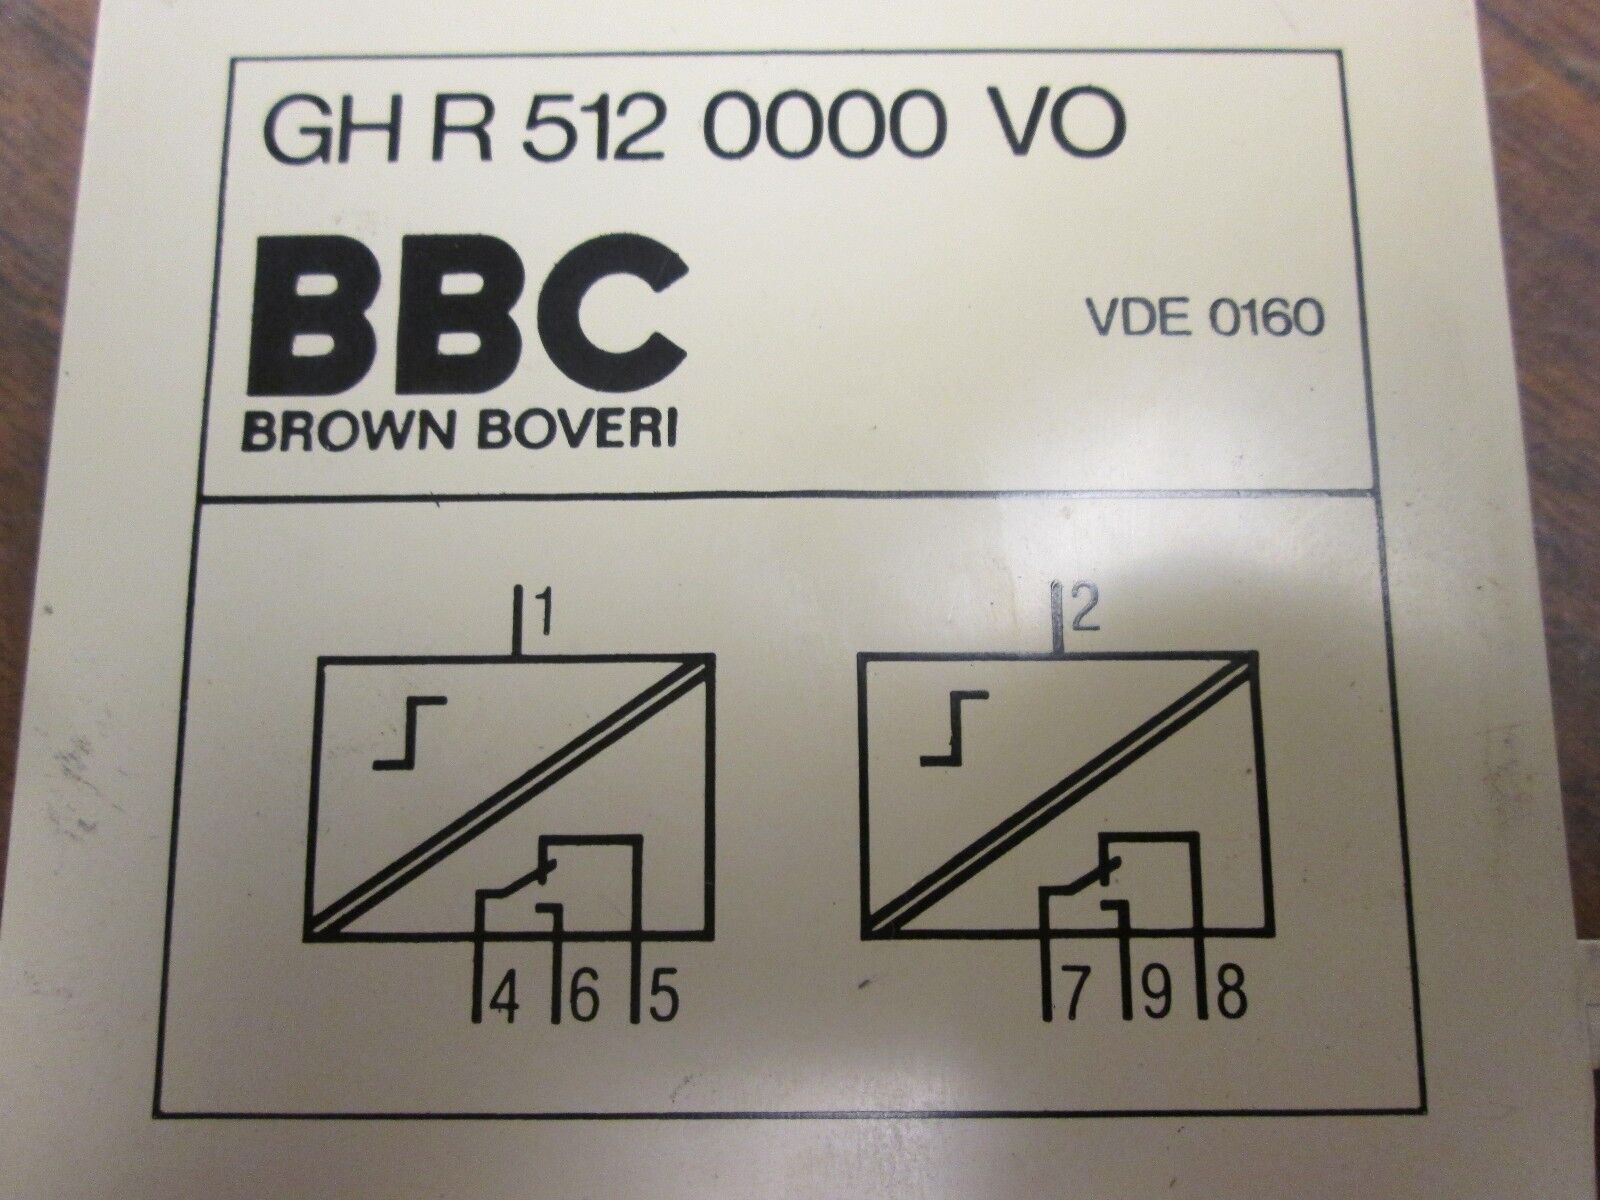 GH R 512 0000 VO
BBC
BROWN BOVERI
VDE 0160
1
2
4 6 5
7 9 8